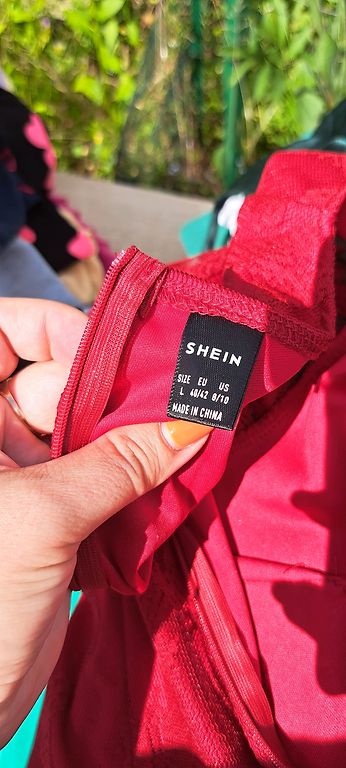 SHEIN
SIZE EU US
L 40/42 8/10
MADE IN CHINA